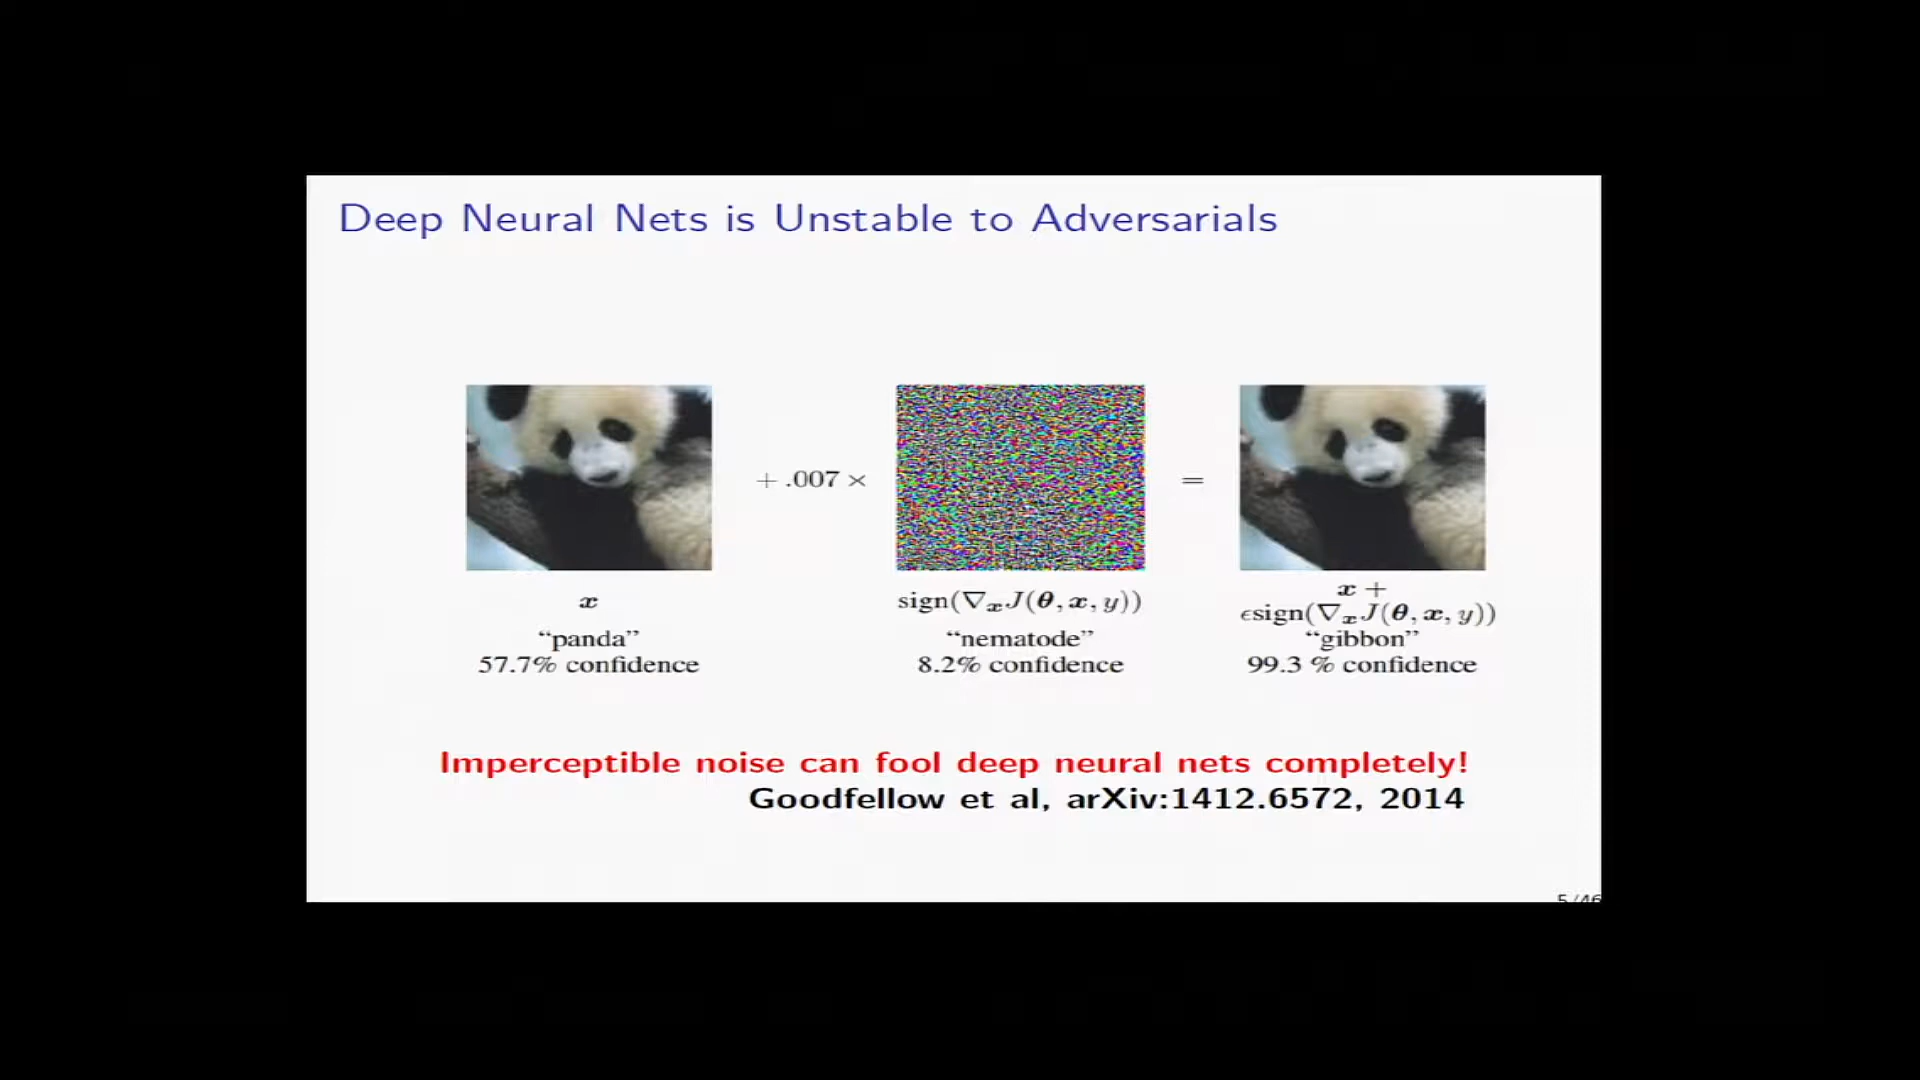 Deep Neural Nets is Unstable to Adversarials
+ .007 ×
=
x
sign(∇ₓJ(θ, x, y))
x +
ϵsign(∇ₓJ(θ, x, y))
“panda”
“nematode”
“gibbon”
57.7% confidence
8.2% confidence
99.3 % confidence
Imperceptible noise can fool deep neural nets completely!
Goodfellow et al, arXiv:1412.6572, 2014
5/46